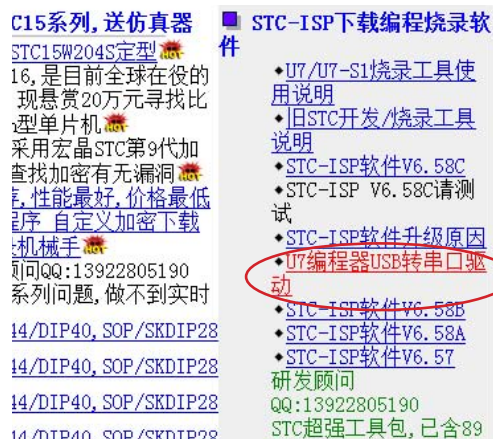 C15系列,送仿真器
STC15W204S定型
16,是目前全球在役的
现悬赏20万元寻找比
型单片机
采用宏晶STC第9代加
查找加密有无漏洞
性能最好,价格最低
程序 自定义加密下载
机械手
顾问QQ:13922805190
系列问题,做不到实时
44/DIP40,SOP/SKDIP28
44/DIP40,SOP/SKDIP28
44/DIP40,SOP/SKDIP28
44/DIP40,SOP/SKDIP28
STC-ISP下载编程烧录软
件
◆U7/U7-S1烧录工具使
用说明
◆旧STC开发/烧录工具
说明
◆STC-ISP软件V6.58C
◆STC-ISP V6.58C请测
试
◆STC-ISP软件升级原因
◆U7编程器USB转串口驱
动
◆STC-ISP软件V6.58B
◆STC-ISP软件V6.58A
◆STC-ISP软件V6.57
研发顾问
QQ:13922805190
STC超强工具包,已含89